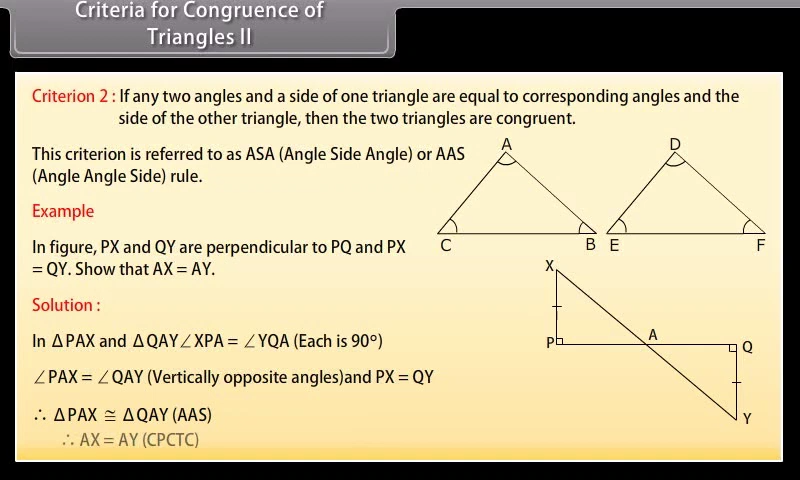 Criteria for Congruence of
Triangles II
Criterion 2 : If any two angles and a side of one triangle are equal to corresponding angles and the
side of the other triangle, then the two triangles are congruent.
This criterion is referred to as ASA (Angle Side Angle) or AAS
(Angle Angle Side) rule.
A
D
C
B
E
F
Example
In figure, PX and QY are perpendicular to PQ and PX
= QY. Show that AX = AY.
Solution :
In △PAX and △QAY∠XPA = ∠YQA (Each is 90°)
∠PAX = ∠QAY (Vertically opposite angles)and PX = QY
∴ △PAX ≅ △QAY (AAS)
∴ AX = AY (CPCTC)
X
P
A
Q
Y